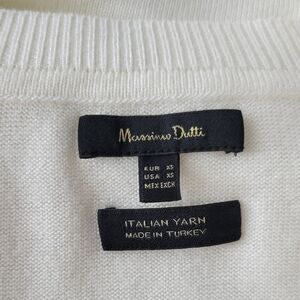 Massimo Dutti
EUR XS
USA XS
MEX EXCH
ITALIAN YARN
MADE IN TURKEY